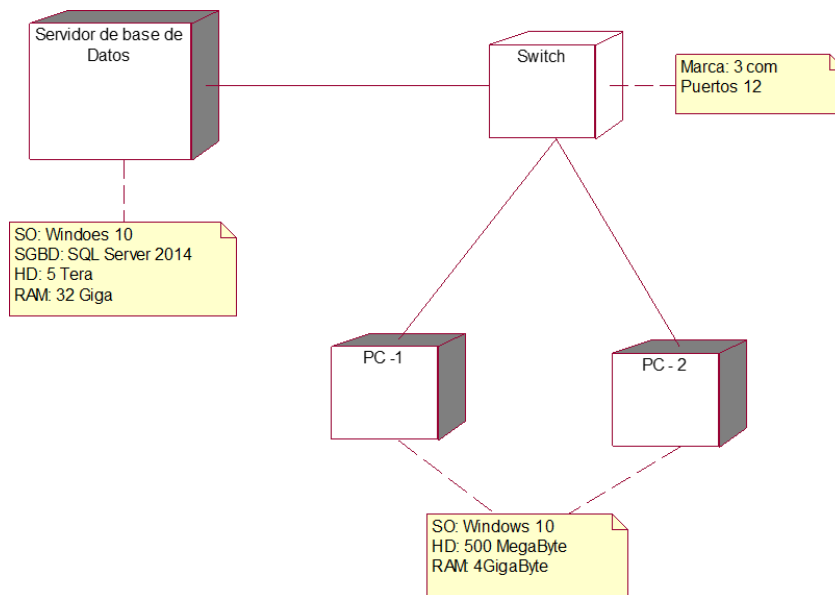 Servidor de base de
Datos
Switch
Marca: 3 com
Puertos 12
SO: Windoes 10
SGBD: SQL Server 2014
HD: 5 Tera
RAM: 32 Giga
PC -1
PC - 2
SO: Windows 10
HD: 500 MegaByte
RAM: 4GigaByte